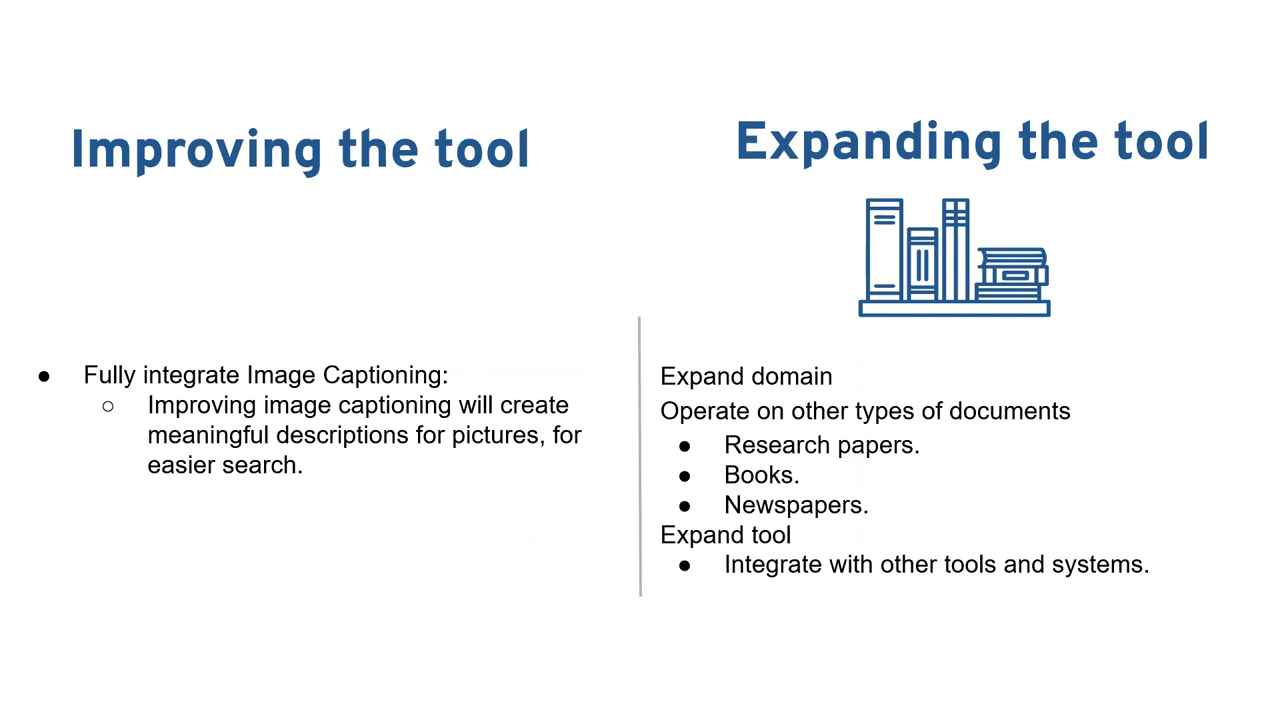 Improving the tool
● Fully integrate Image Captioning:
○ Improving image captioning will create
meaningful descriptions for pictures, for
easier search.
Expanding the tool
Expand domain
Operate on other types of documents
● Research papers.
● Books.
● Newspapers.
Expand tool
● Integrate with other tools and systems.